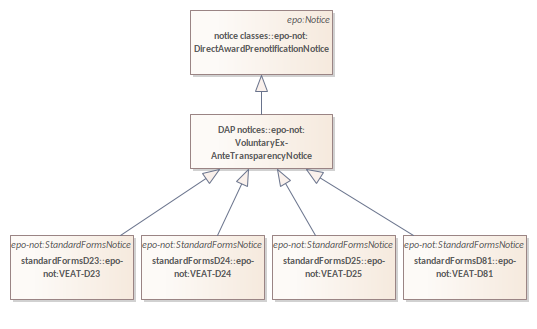 epo:Notice
notice classes::epo-not:
DirectAwardPrenotificationNotice
DAP notices::epo-not:
VoluntaryEx-
AnteTransparencyNotice
epo-not:StandardFormsNotice
standardFormsD23::epo-
not:VEAT-D23
epo-not:StandardFormsNotice
standardFormsD24::epo-
not:VEAT-D24
epo-not:StandardFormsNotice
standardFormsD25::epo-
not:VEAT-D25
epo-not:StandardFormsNotice
standardFormsD81::epo-
not:VEAT-D81